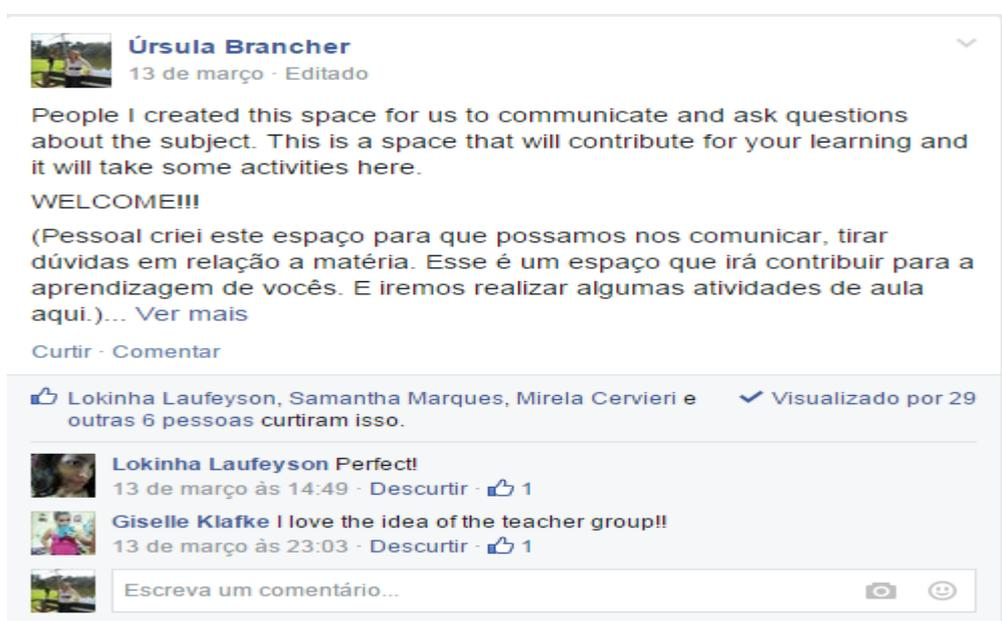 Úrsula Brancher
13 de março · Editado
People I created this space for us to communicate and ask questions
about the subject. This is a space that will contribute for your learning and
it will take some activities here.
WELCOME!!!
(Pessoal criei este espaço para que possamos nos comunicar, tirar
dúvidas em relação a matéria. Esse é um espaço que irá contribuir para a
aprendizagem de vocês. E iremos realizar algumas atividades de aula
aqui.)... Ver mais
Curtir · Comentar
Lokinha Laufeyson, Samantha Marques, Mirela Cervieri e
outras 6 pessoas curtiram isso.
Visualizado por 29
Lokinha Laufeyson Perfect!
13 de março às 14:49 · Descurtir · 1
Giselle Klafke I love the idea of the teacher group!!
13 de março às 23:03 · Descurtir · 1
Escreva um comentário...